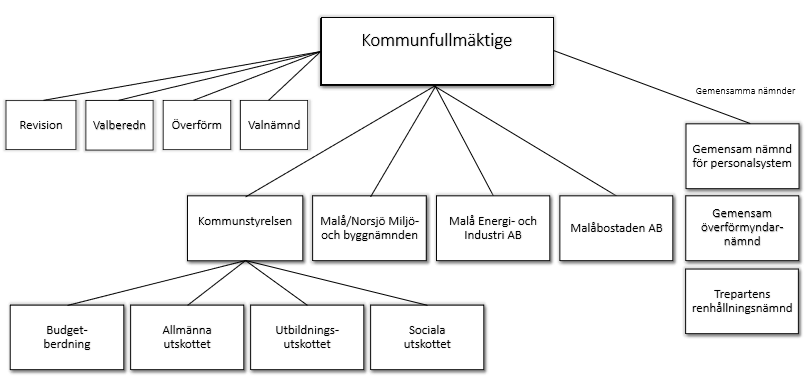 Kommunfullmäktige
Gemensamma nämnder
Revision
Valberedn
Överförm
Valnämnd
Gemensam nämnd
för personalsystem
Kommunstyrelsen
Malå/Norsjö Miljö-
och byggnämnden
Malå Energi- och
Industri AB
Malåbostaden AB
Gemensam
överförmyndar-
nämnd
Trepartens
renhållningsnämnd
Budget-
berdning
Allmänna
utskottet
Utbildnings-
utskottet
Sociala
utskottet